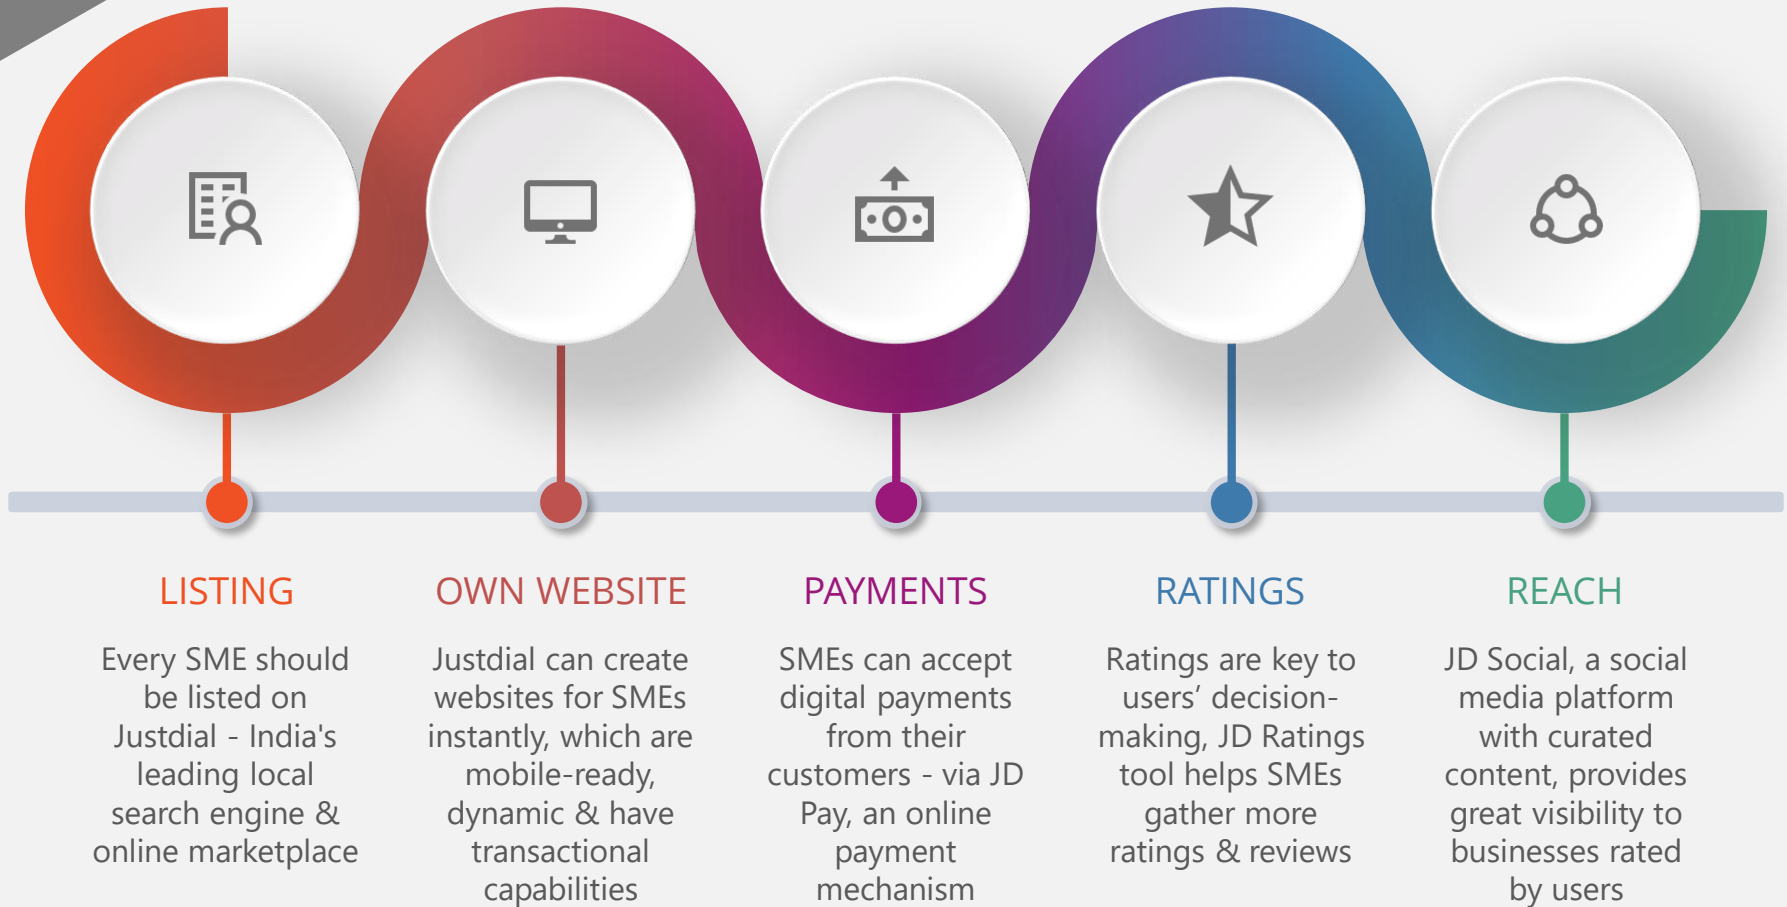 LISTING
Every SME should
be listed on
Justdial - India's
leading local
search engine &
online marketplace
OWN WEBSITE
Justdial can create
websites for SMEs
instantly, which are
mobile-ready,
dynamic & have
transactional
capabilities
PAYMENTS
SMEs can accept
digital payments
from their
customers - via JD
Pay, an online
payment
mechanism
RATINGS
Ratings are key to
users’ decision-
making, JD Ratings
tool helps SMEs
gather more
ratings & reviews
REACH
JD Social, a social
media platform
with curated
content, provides
great visibility to
businesses rated
by users